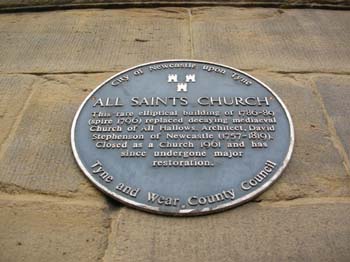 City of Newcastle upon Tyne
'ALL SAINTS CHURCH'
This rare elliptical building of 1786-89
(spire 1796) replaced decaying mediaeval
Church of All Hallows. Architect, David
Stephenson of Newcastle (1757-1819).
Closed as a Church 1961 and has
since undergone major
restoration.
Tyne and Wear County Council